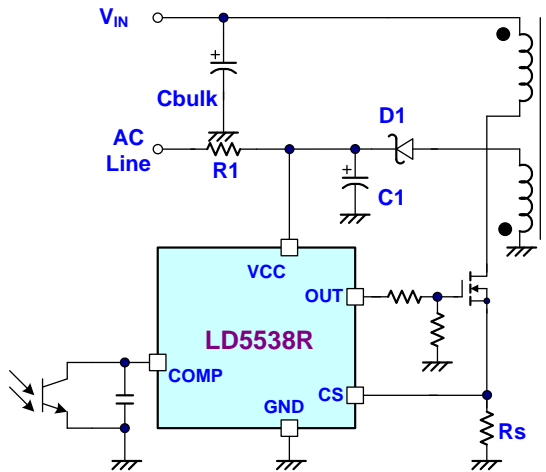 VIN
Cbulk
D1
AC
Line
R1
C1
VCC
OUT
LD5538R
COMP
CS
GND
Rs
+
+